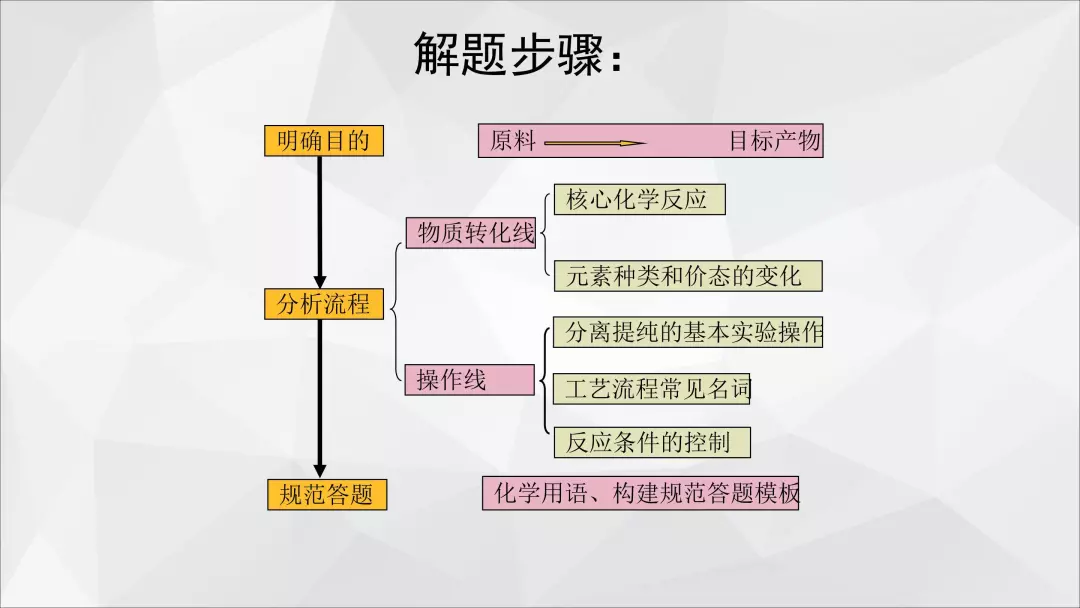 解题步骤：
明确目的
原料 目标产物
核心化学反应
物质转化线
元素种类和价态的变化
分析流程
分离提纯的基本实验操作
操作线
工艺流程常见名词
反应条件的控制
规范答题
化学用语、构建规范答题模板